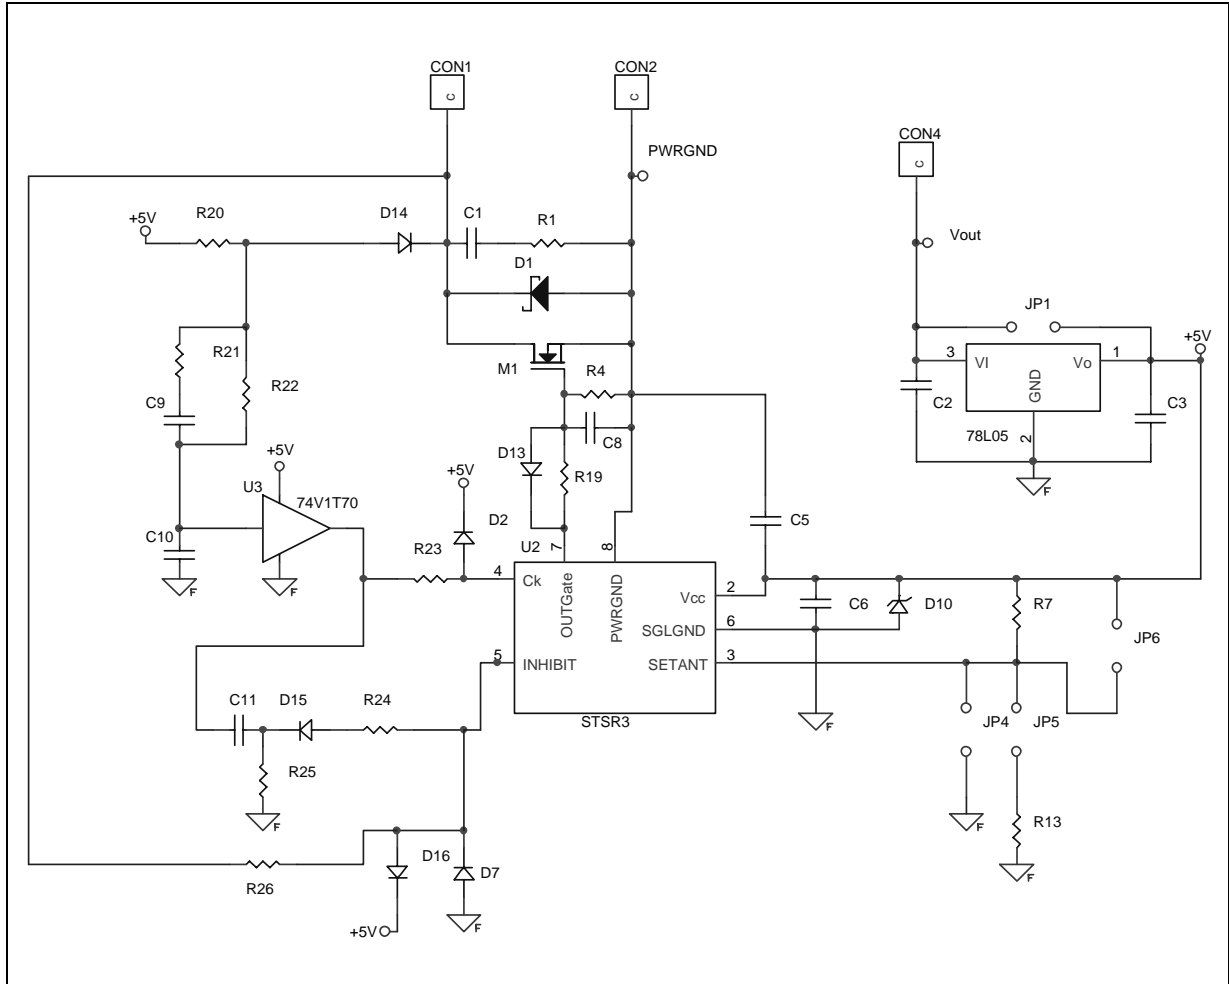 CON1
CON2
C
C
PWRGND
CON4
C
+5V
R20
D14
C1
R1
Vout
D1
JP1
+5V
R21
M1
R4
3
VI
Vo
1
R22
GND
C9
C2
C3
C8
2
78L05
+5V
D13
+5V
R19
U3
74V1T70
D2
C5
C10
R23
U2
7
8
F
F
F
4
Ck
OUTGate
PWRGND
Vcc
2
C6
D10
R7
SGLGND
6
JP6
5
INHIBIT
SETANT
3
C11
D15
R24
STSR3
F
JP4
JP5
R25
F
F
R13
D16
D7
F
R26
F
+5V